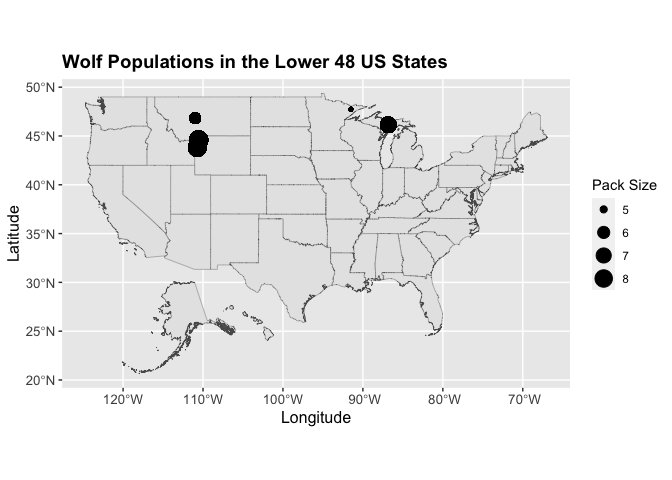 Wolf Populations in the Lower 48 US States
50°N
45°N
40°N
35°N
30°N
25°N
20°N
Latitude
120°W 110°W 100°W 90°W 80°W 70°W
Longitude
Pack Size
5
6
7
8